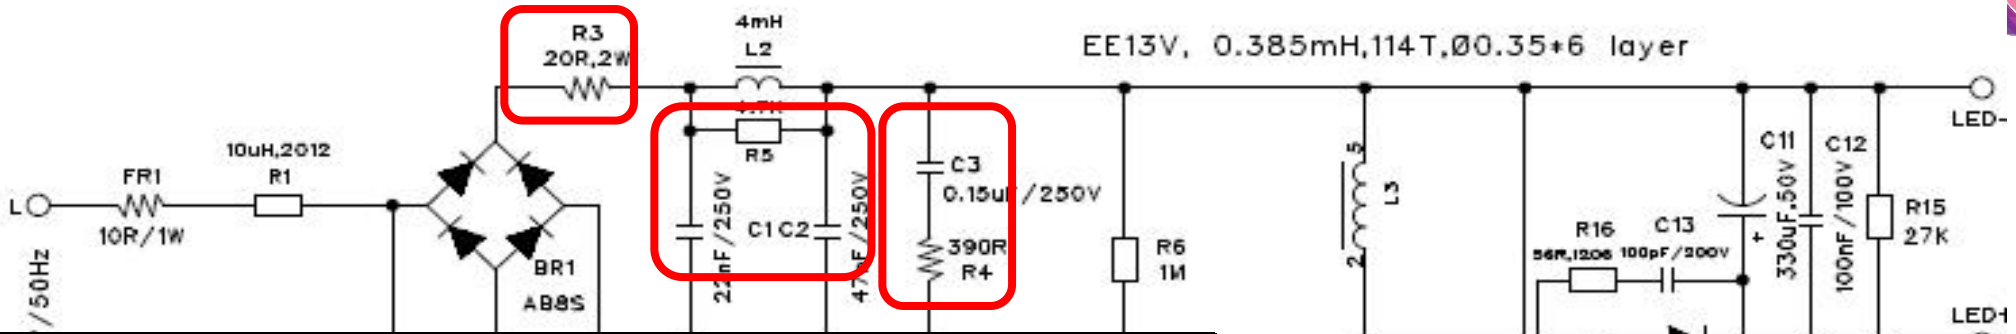 R3
20R,2W
4mH
L2
EE13V, 0.385mH,114T,Ø0.35*6 layer
LED-
10uH,2012
R1
FR1
L
10R/1W
/50Hz
BR1
AB8S
R5
22nF/250V
C1
C2
C3
0.15uF/250V
390R
R4
R6
1M
5
L3
2
R16
56R,1206
C13
100pF/200V
C11
330uF,50V
+
C12
100nF/100V
R15
27K
LED+